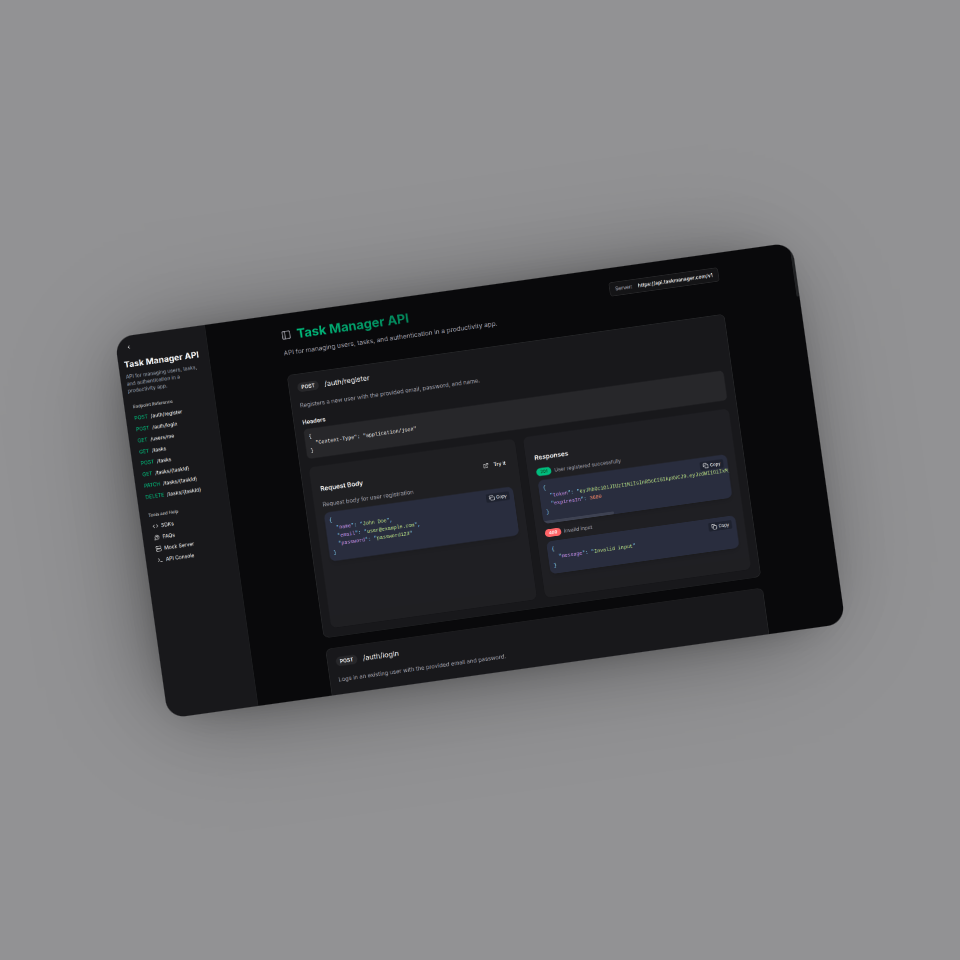 Task Manager API
API for managing users, tasks,
and authentication in a
productivity app.
Endpoint Reference
POST /auth/register
POST /auth/login
GET /users/me
GET /tasks
POST /tasks
GET /tasks/{taskId}
PATCH /tasks/{taskId}
DELETE /tasks/{taskId}
Tools and Help
SDKs
FAQs
Mock Server
API Console
Server: https://api.taskmanager.com/v1
Task Manager API
API for managing users, tasks, and authentication in a productivity app.
POST /auth/register
Registers a new user with the provided email, password, and name.
Headers
{
"Content-Type": "application/json"
}
Request Body
Try it
Request body for user registration
Copy
{
"name": "John Doe",
"email": "user@example.com",
"password": "password123"
}
Responses
User registered successfully
Copy
{
"token":
"expiresIn": 3600
}
400 Invalid input
Copy
{
"message": "Invalid input"
}
POST /auth/login
Logs in an existing user with the provided email and password.